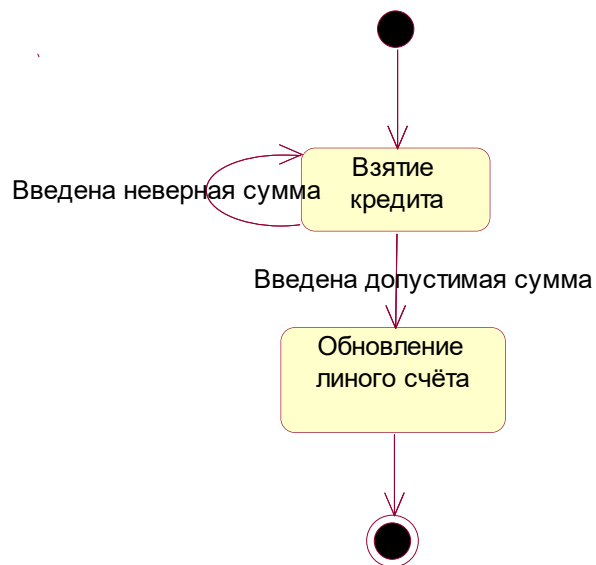 Взятие
кредита
Введена неверная сумма
Введена допустимая сумма
Обновление
линого счёта